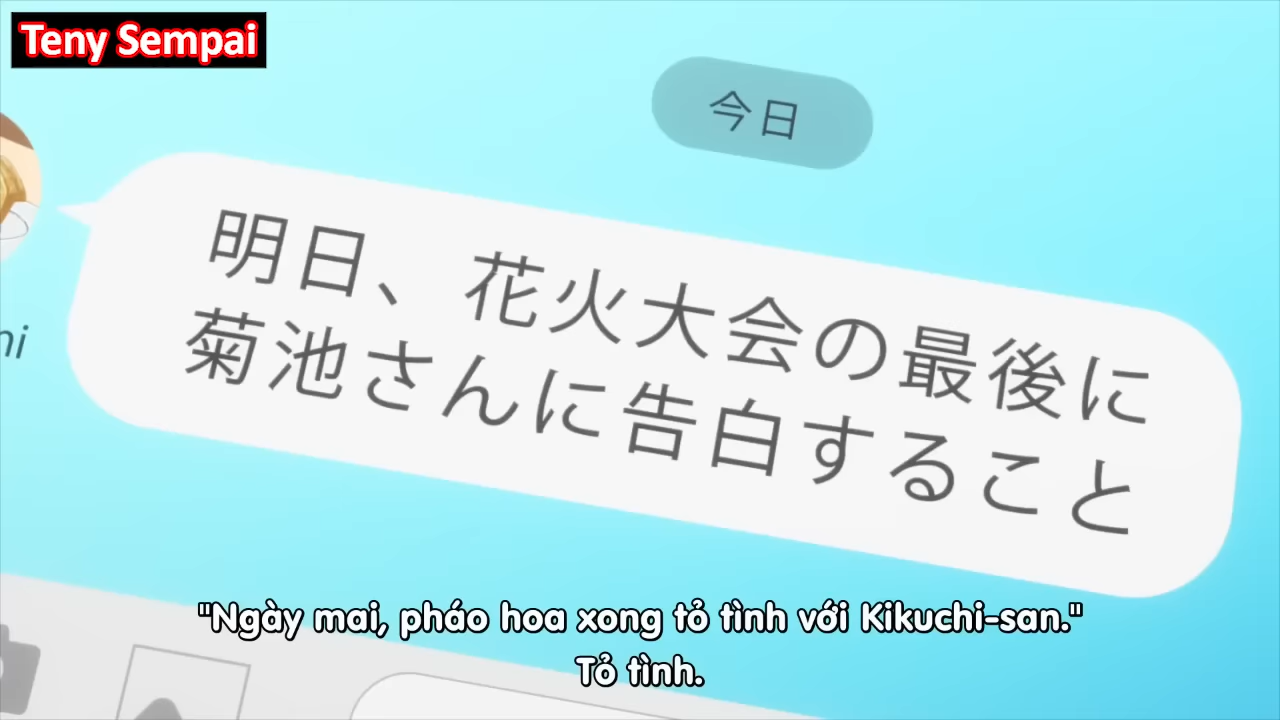 Teny Sempai
今日
明日、花火大会の最後に
菊池さんに告白すること
"Ngày mai, pháo hoa xong tỏ tình với Kikuchi-san."
Tỏ tình.